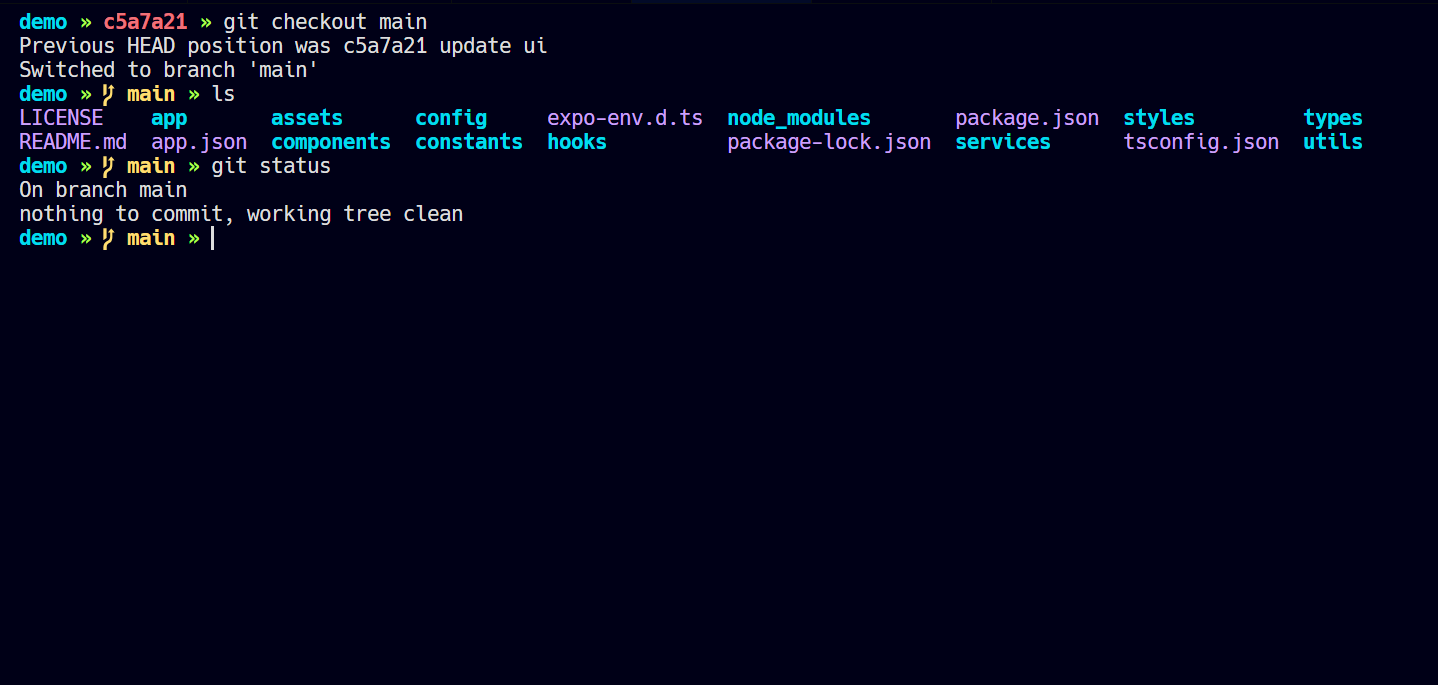 demo » c5a7a21 » git checkout main
Previous HEAD position was c5a7a21 update ui
Switched to branch 'main'
demo » main » ls
LICENSE app assets config expo-env.d.ts node_modules package.json styles types
README.md app.json components constants hooks package-lock.json services tsconfig.json utils
demo » main » git status
On branch main
nothing to commit, working tree clean
demo » main »